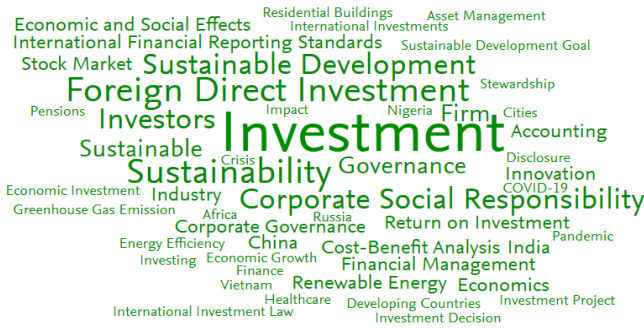 Residential Buildings
Asset Management
Economic and Social Effects
International Investments
International Financial Reporting Standards
Sustainable Development Goal
Stock Market
Sustainable Development
Stewardship
Foreign Direct Investment
Pensions
Impact
Nigeria
Firm
Cities
Investors
Investment
Accounting
Sustainable
Crisis
Governance
Disclosure
Sustainability
Innovation
COVID-19
Economic Investment
Industry
Corporate Social Responsibility
Greenhouse Gas Emission
Africa
Russia
Corporate Governance
Return on Investment
Pandemic
Energy Efficiency
China
Cost-Benefit Analysis
India
Investing
Economic Growth
Financial Management
Finance
Vietnam
Renewable Energy
Economics
Healthcare
Developing Countries
Investment Project
International Investment Law
Investment Decision